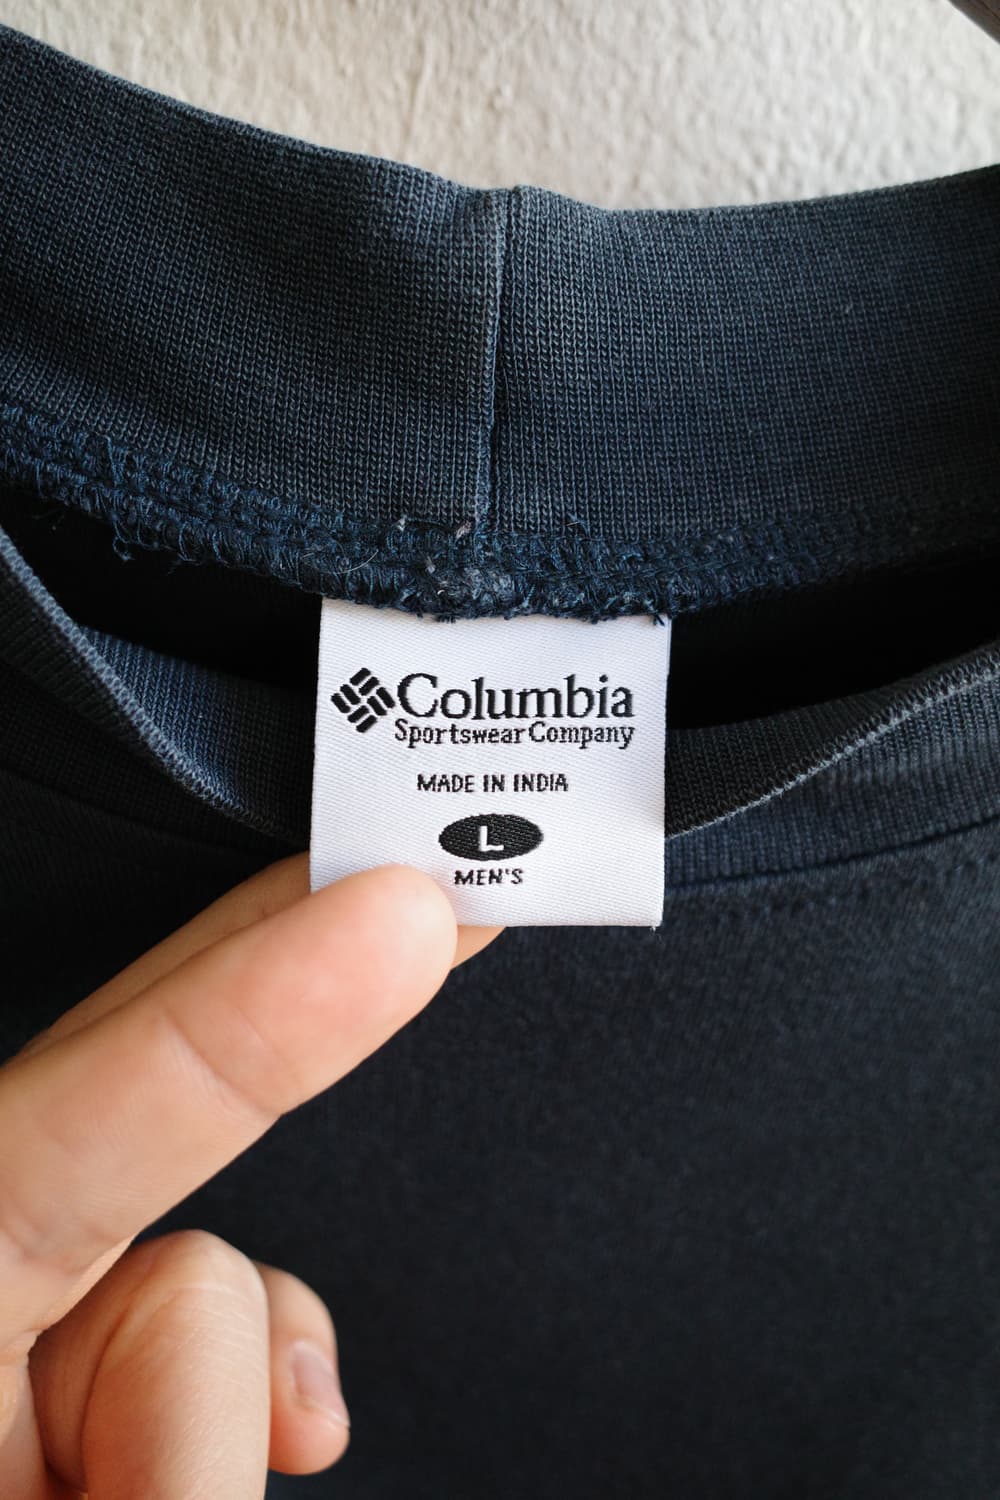 Columbia
Sportswear Company
MADE IN INDIA
L
MEN'S